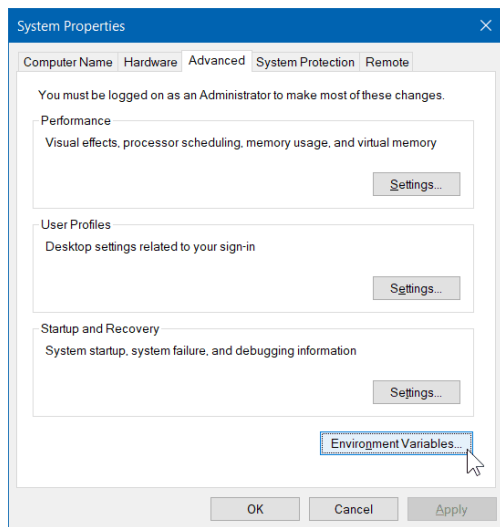 System Properties
Computer Name Hardware Advanced System Protection Remote
You must be logged on as an Administrator to make most of these changes.
Performance
Visual effects, processor scheduling, memory usage, and virtual memory
Settings...
User Profiles
Desktop settings related to your sign-in
Settings...
Startup and Recovery
System startup, system failure, and debugging information
Settings...
Environment Variables...
OK Cancel Apply